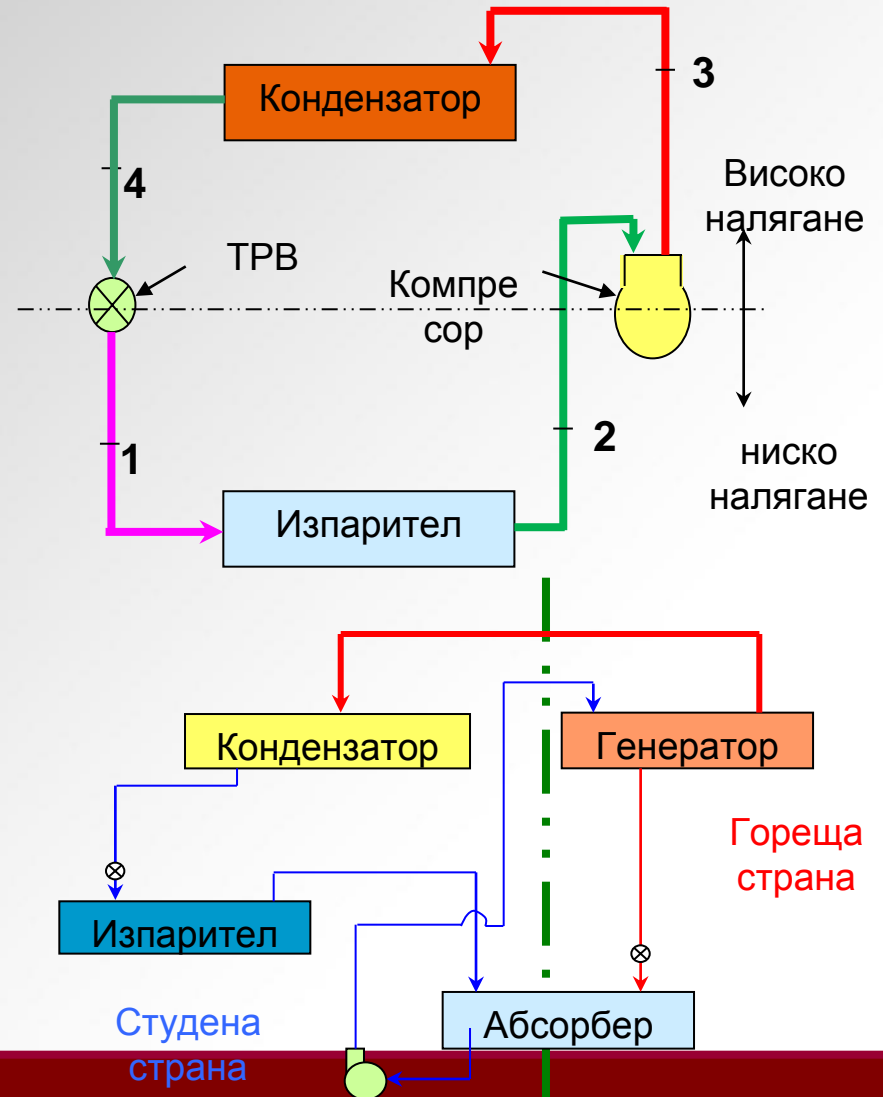 Кондензатор
3
4
Високо
налягане
ТРВ
Компре
сор
1
2
ниско
налягане
Изпарител
Кондензатор
Генератор
Гореща
страна
Изпарител
Студена
страна
Абсорбер